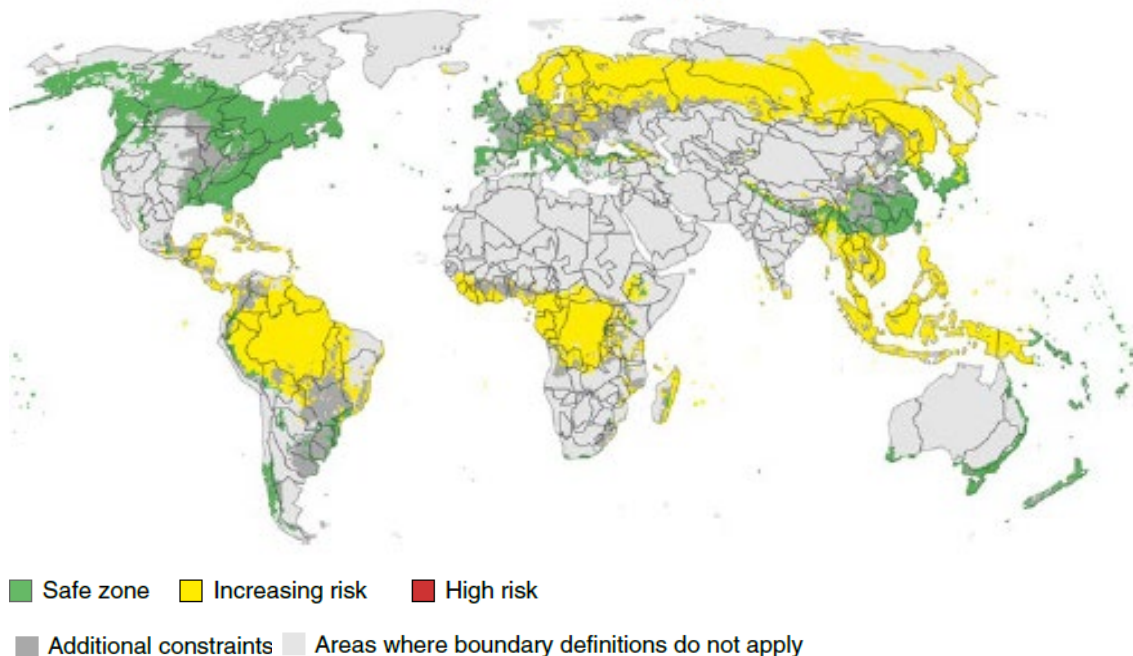 Safe zone Increasing risk High risk
Additional constraints Areas where boundary definitions do not apply